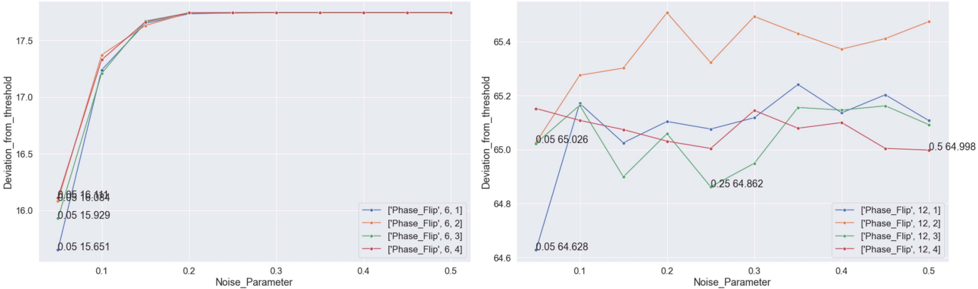 Deviation_from_threshold
17.5
17.0
16.5
16.0
0.05 16.111
0.05 16.084
0.05 15.929
0.05 15.651
['Phase_Flip', 6, 1]
['Phase_Flip', 6, 2]
['Phase_Flip', 6, 3]
['Phase_Flip', 6, 4]
0.1 0.2 0.3 0.4 0.5
Noise_Parameter
Deviation_from_threshold
65.4
65.2
65.0
64.8
64.6
0.05 65.026
0.5 64.998
0.25 64.862
0.05 64.628
['Phase_Flip', 12, 1]
['Phase_Flip', 12, 2]
['Phase_Flip', 12, 3]
['Phase_Flip', 12, 4]
0.1 0.2 0.3 0.4 0.5
Noise_Parameter